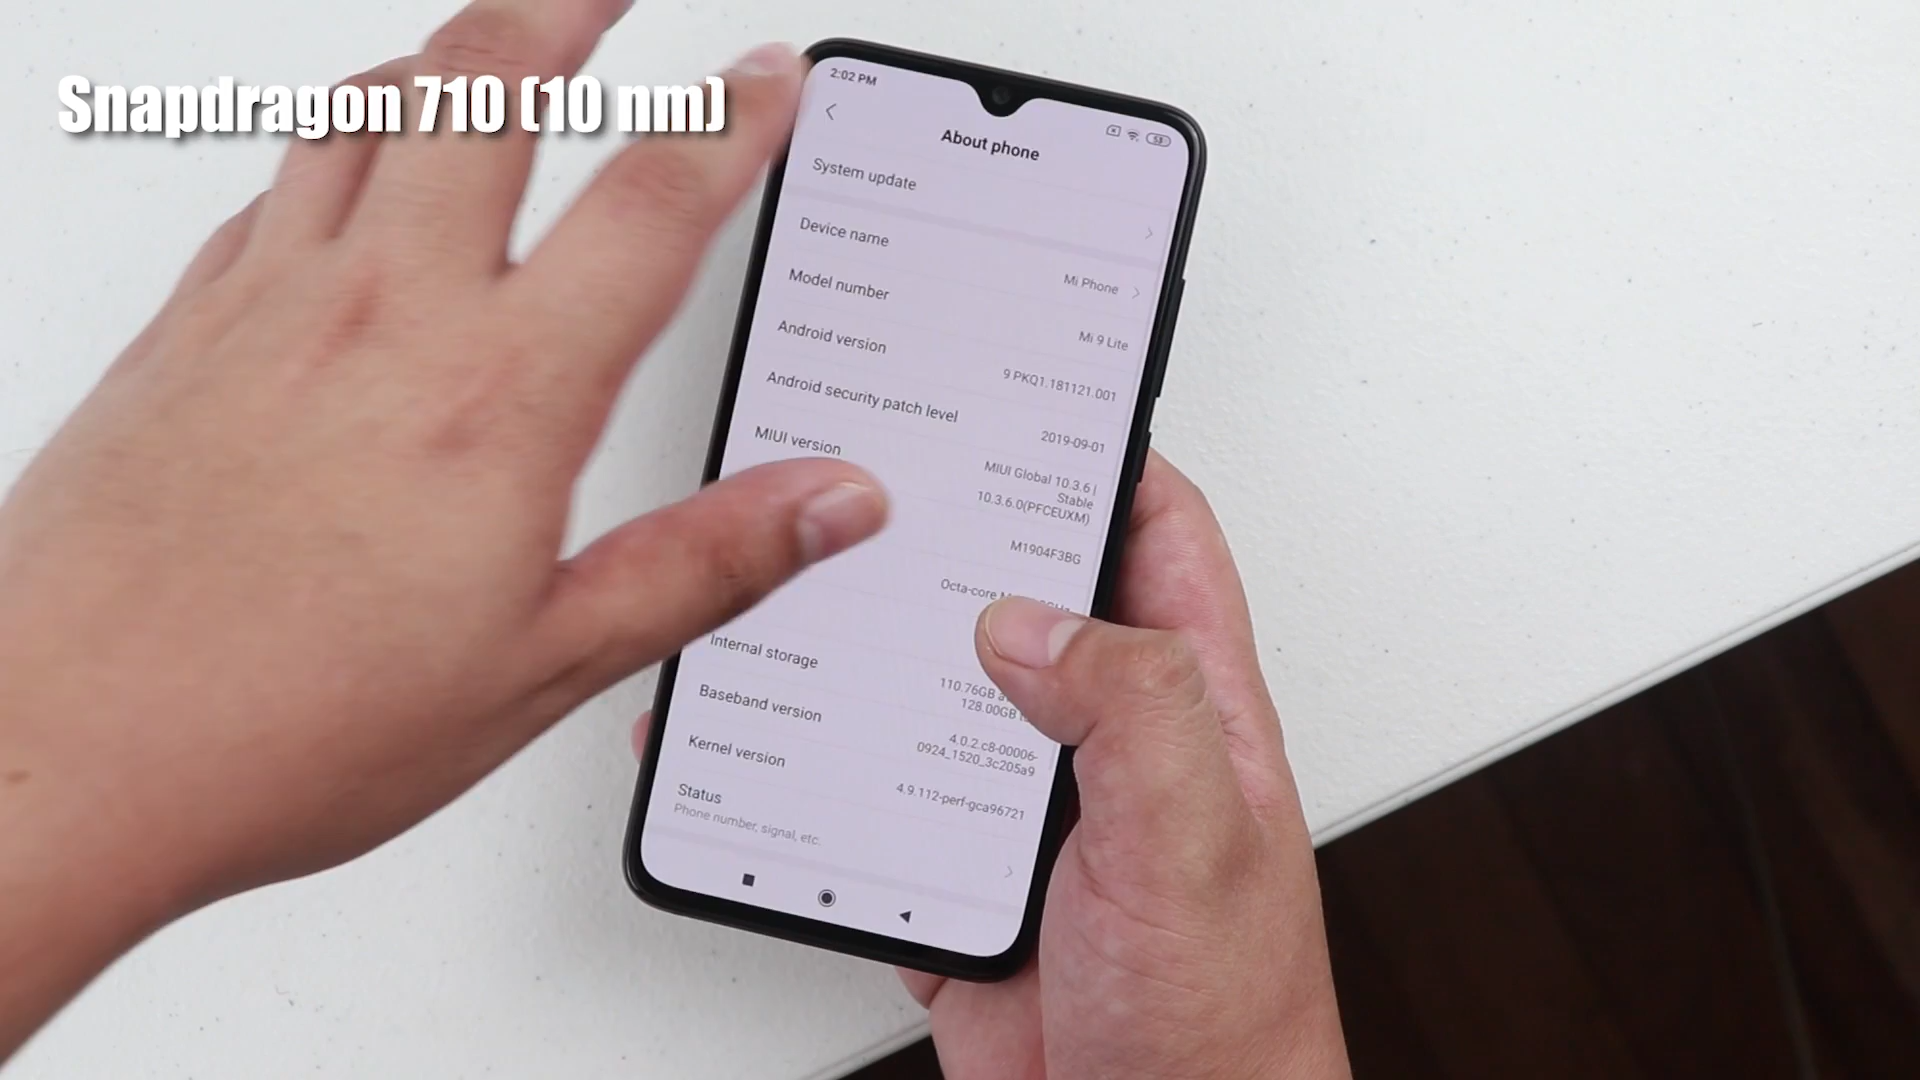 Snapdragon 710 (10 nm)
2:02 PM
53
About phone
System update
Device name
Mi Phone
Model number
Mi 9 Lite
Android version
9 PKQ1.181121.001
Android security patch level
2019-09-01
MIUI version
MIUI Global 10.3.6 |
Stable
10.3.6.0(PFCEUXM)
M1904F3BG
Octa-core
Internal storage
110.76GB
128.00GB
Baseband version
4.0.2.c8-00006-
0924_1520_3c205a9
Kernel version
4.9.112-perf-gca96721
Status
Phone number, signal, etc.